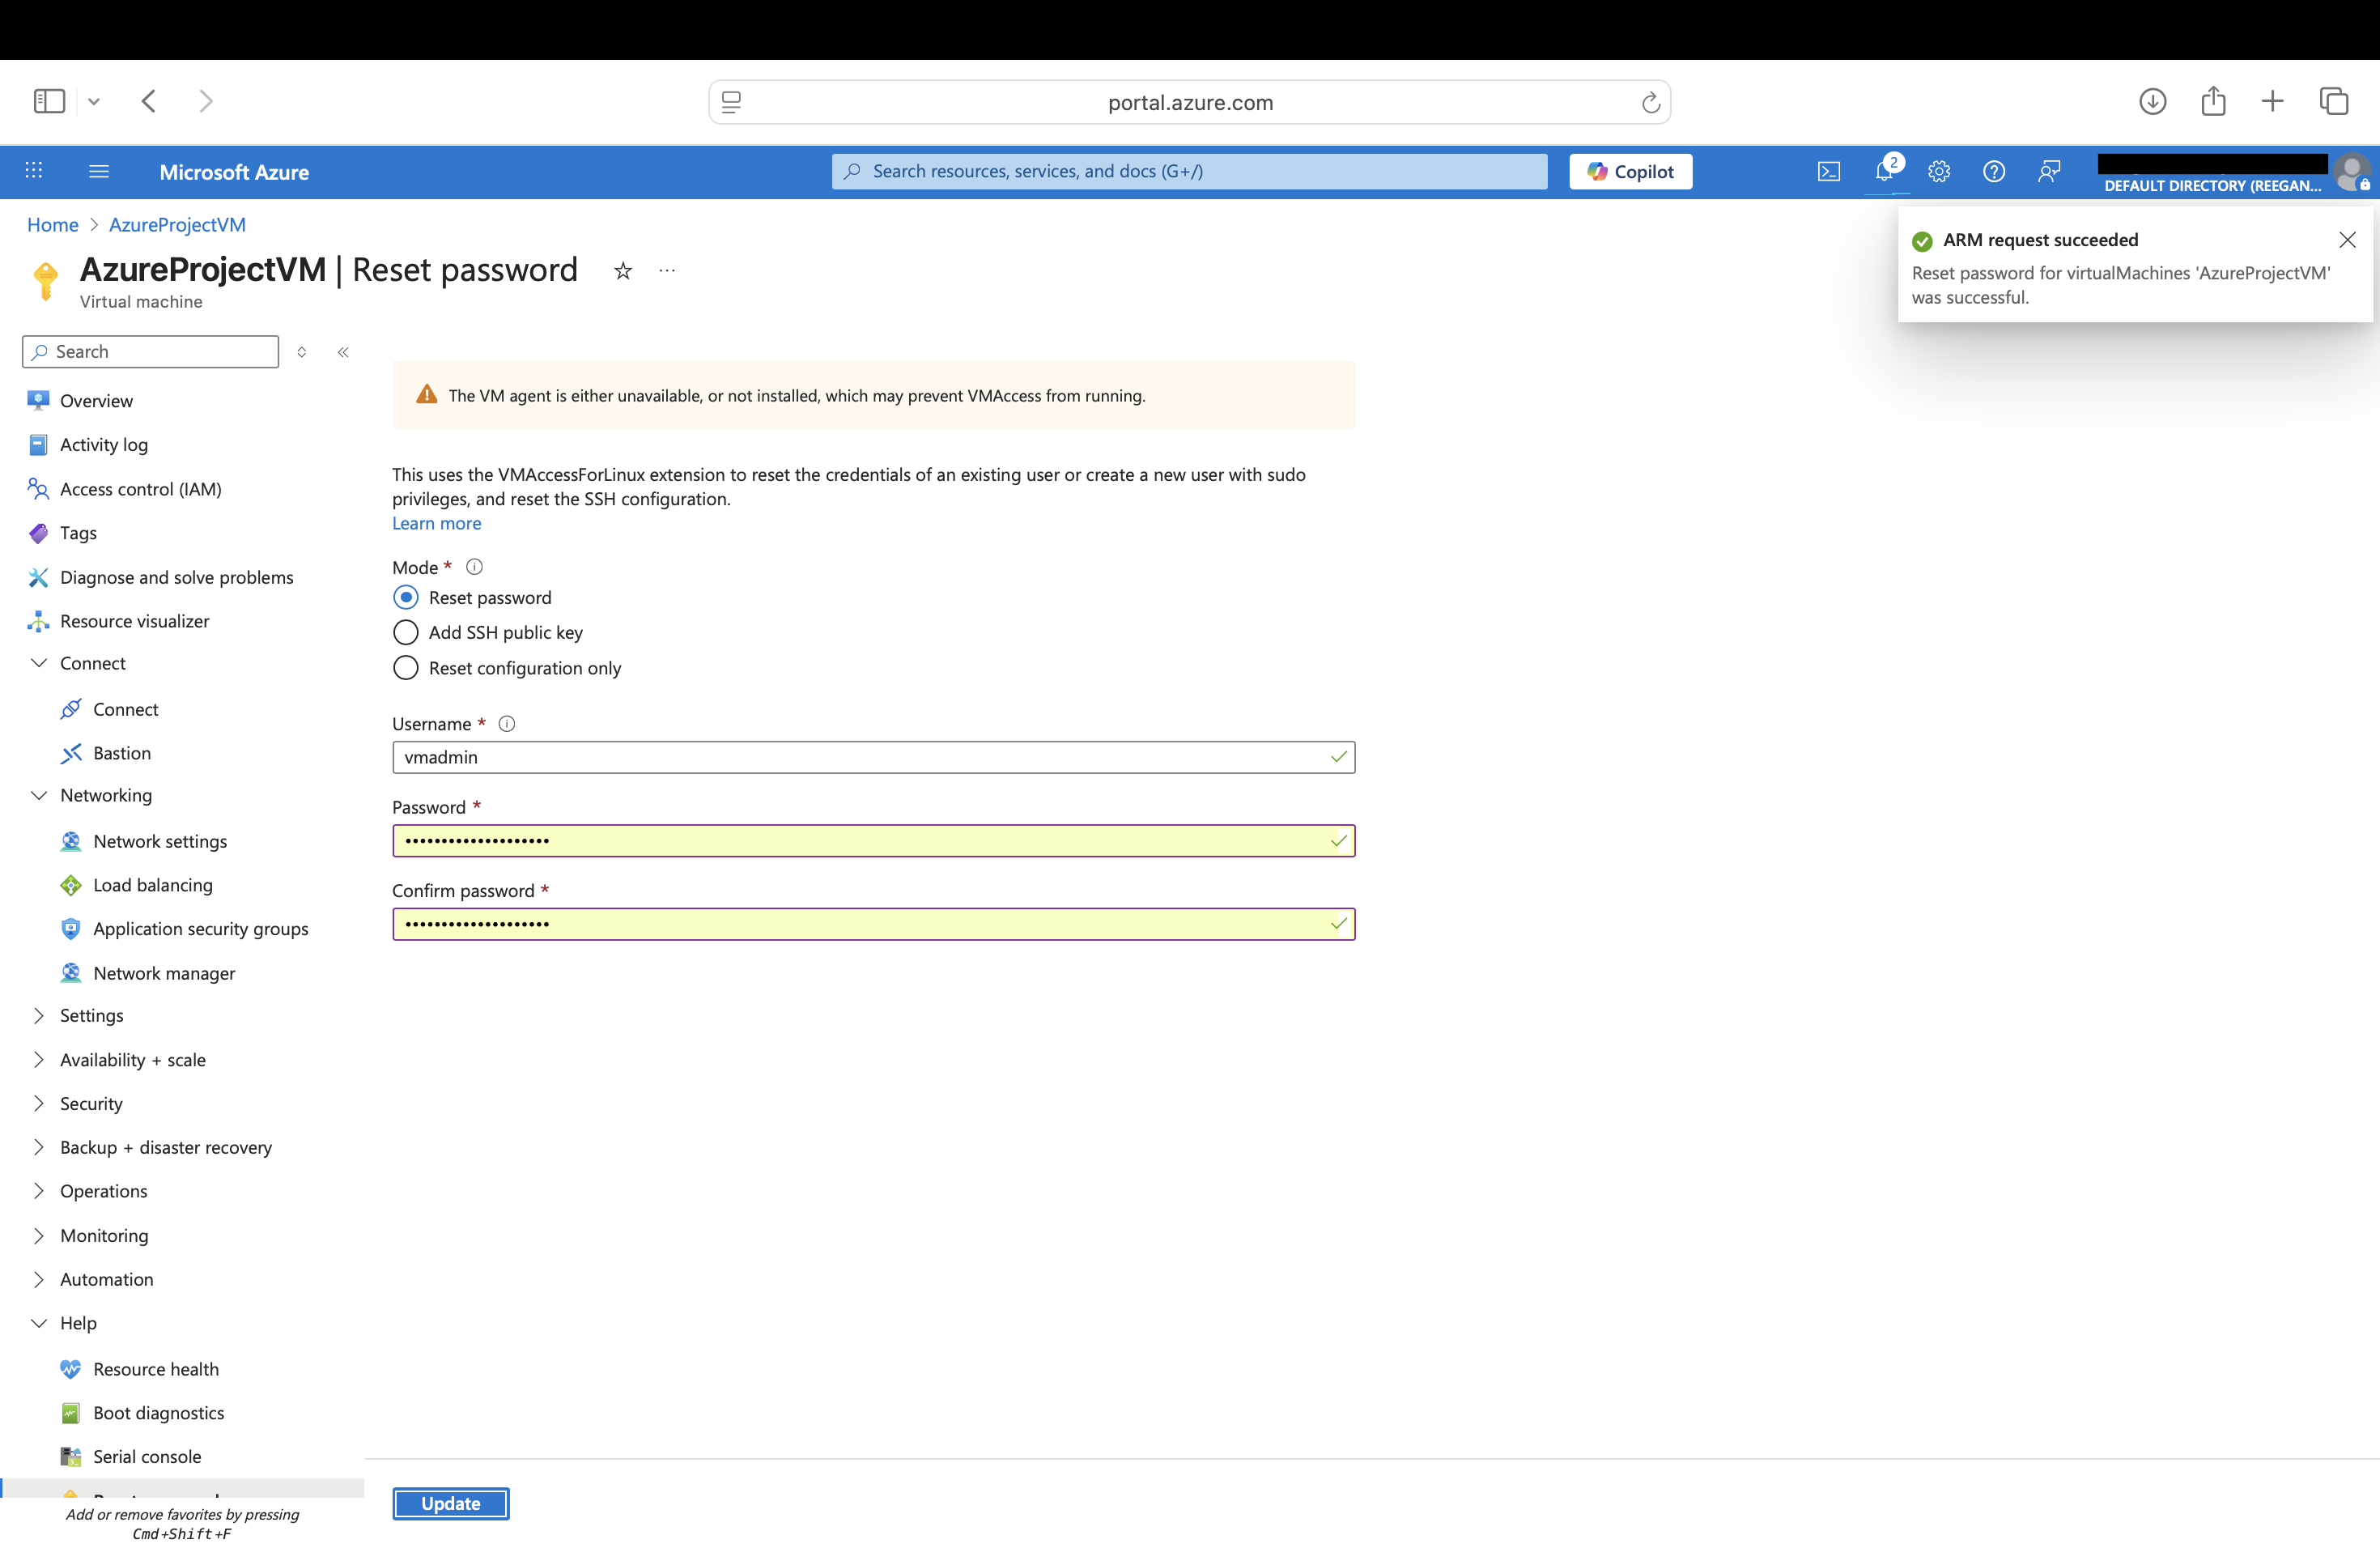 portal.azure.com
Microsoft Azure
Search resources, services, and docs (G+/)
Copilot
2
DEFAULT DIRECTORY (REEGAN...
Home > AzureProjectVM
AzureProjectVM | Reset password
Virtual machine
ARM request succeeded
Reset password for virtualMachines 'AzureProjectVM'
was successful.
Search
Overview
Activity log
Access control (IAM)
Tags
Diagnose and solve problems
Resource visualizer
Connect
Connect
Bastion
Networking
Network settings
Load balancing
Application security groups
Network manager
Settings
Availability + scale
Security
Backup + disaster recovery
Operations
Monitoring
Automation
Help
Resource health
Boot diagnostics
Serial console
Add or remove favorites by pressing
Cmd+Shift+F
The VM agent is either unavailable, or not installed, which may prevent VMAccess from running.
This uses the VMAccessForLinux extension to reset the credentials of an existing user or create a new user with sudo
privileges, and reset the SSH configuration.
Learn more
Mode *
Reset password
Add SSH public key
Reset configuration only
Username *
vmadmin
Password *
Confirm password *
Update